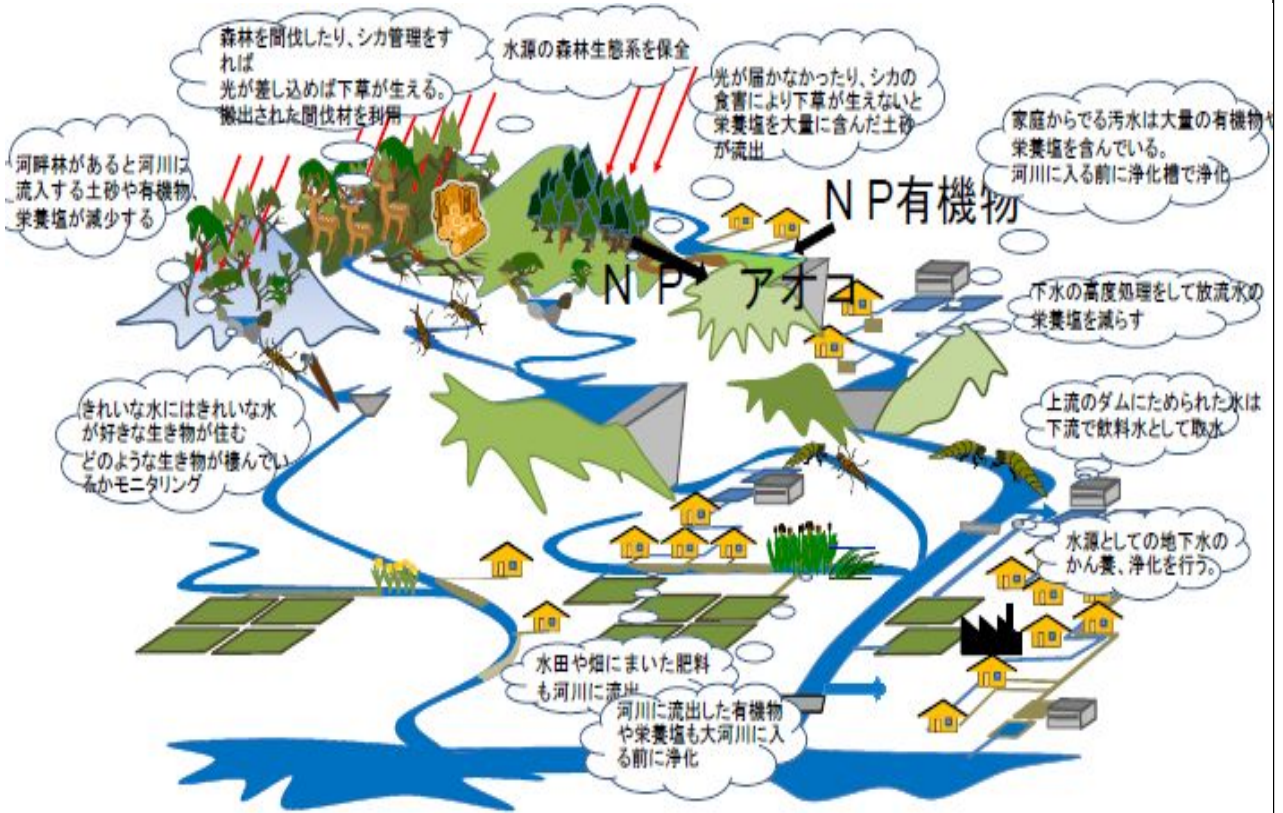 森林を間伐したり、シカ管理をす
れば
光が差し込めば下草が生える。
搬出された間伐材を利用
水源の森林生態系を保全
光が届かなかったり、シカの
食害により下草が生えないと
栄養塩を大量に含んだ土砂
が流出
家庭からでる汚水は大量の有機物や
栄養塩を含んでいる。
河川に入る前に浄化槽で浄化
河畔林があると河川に
流入する土砂や有機物、
栄養塩が減少する
ＮＰ有機物
ＮＰ アオコ
下水の高度処理をして放流水の
栄養塩を減らす
きれいな水にはきれいな水
が好きな生き物が住む
どのような生き物が棲んでい
るかモニタリング
上流のダムにためられた水は
下流で飲料水として取水
水源としての地下水の
かん養、浄化を行う。
水田や畑にまいた肥料
も河川に流出
河川に流出した有機物
や栄養塩も大河川に入
る前に浄化